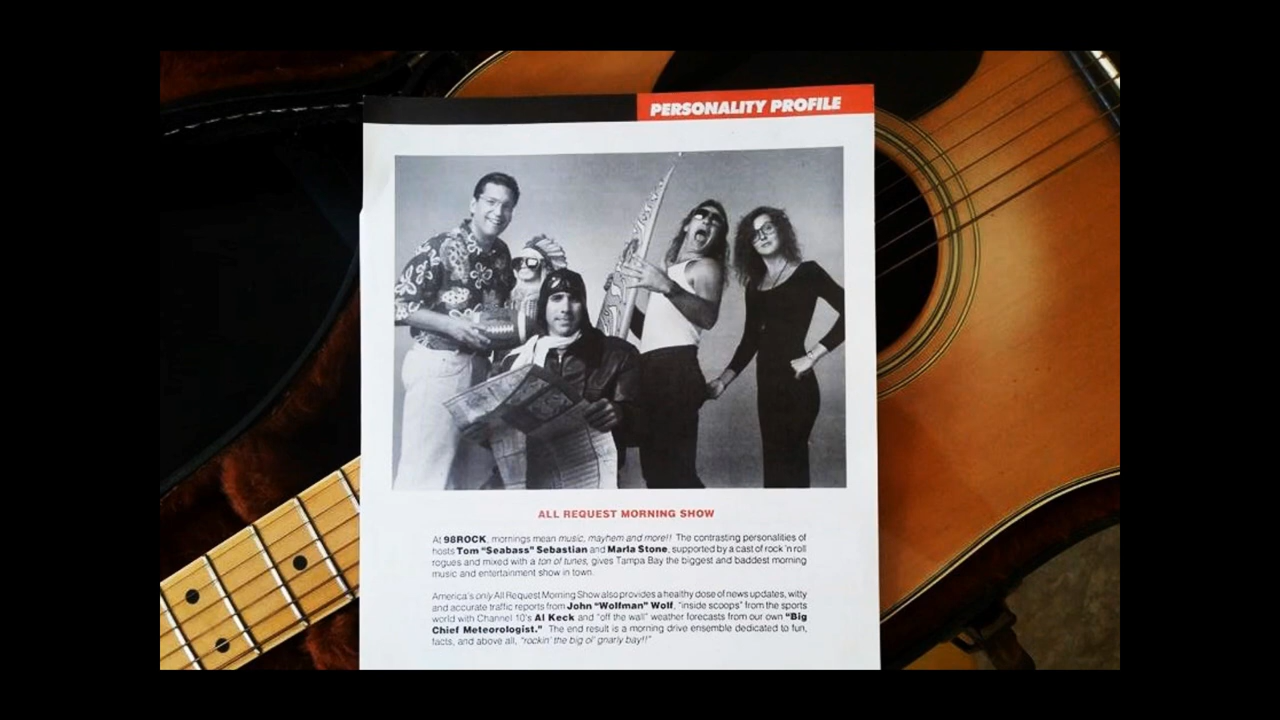 PERSONALITY PROFILE
ALL REQUEST MORNING SHOW
At 98ROCK, mornings mean music, mayhem and more!! The contrasting personalities of
hosts Tom "Seabass" Sebastian and Marla Stone, supported by a cast of rock 'n roll
rogues and mixed with a ton of tunes, gives Tampa Bay the biggest and baddest morning
music and entertainment show in town.
America's only All Request Morning Show also provides a healthy dose of news updates, witty
and accurate traffic reports from John "Wolfman" Wolf, "inside scoops" from the sports
world with Channel 10's Al Keck and "off the wall" weather forecasts from our own "Big
Chief Meteorologist." The end result is a morning drive ensemble dedicated to fun,
facts, and above all, "rockin' the big ol' gnarly bay!!"